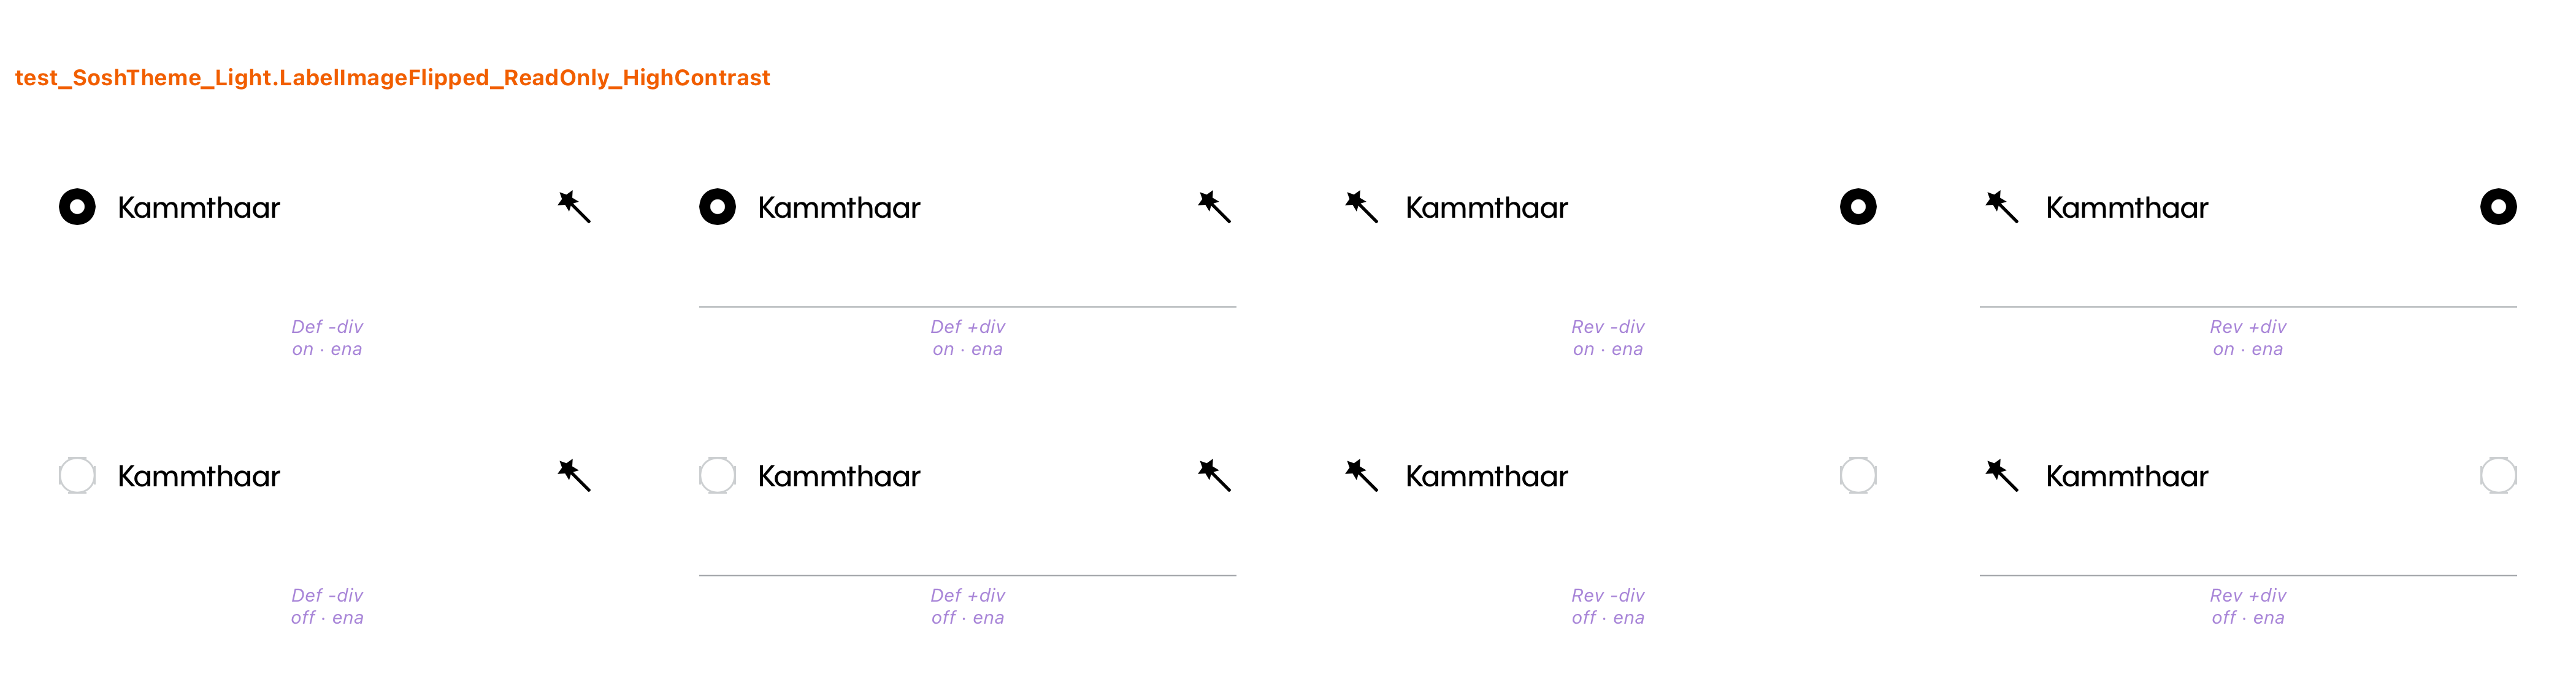 test_SoshTheme_Light.LabelImageFlipped_ReadOnly_HighContrast
Kammthaar
Kammthaar
Kammthaar
Kammthaar
Def -div
on · ena
Def +div
on · ena
Rev -div
on · ena
Rev +div
on · ena
Kammthaar
Kammthaar
Kammthaar
Kammthaar
Def -div
off · ena
Def +div
off · ena
Rev -div
off · ena
Rev +div
off · ena